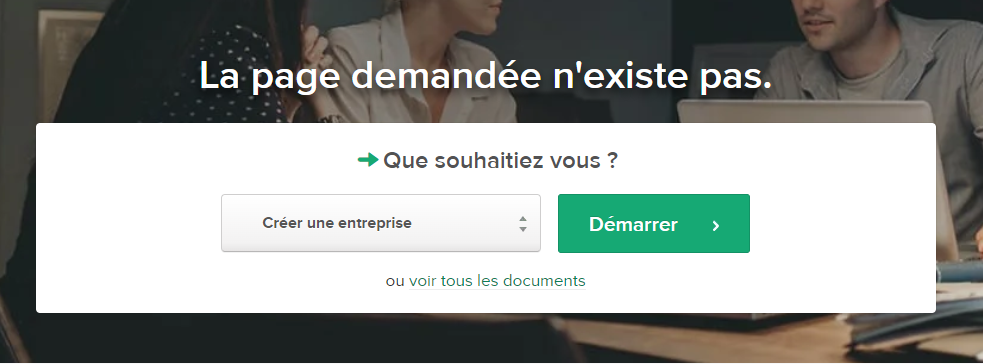 La page demandée n'existe pas.
Que souhaitiez vous ?
Créer une entreprise
Démarrer
ou voir tous les documents